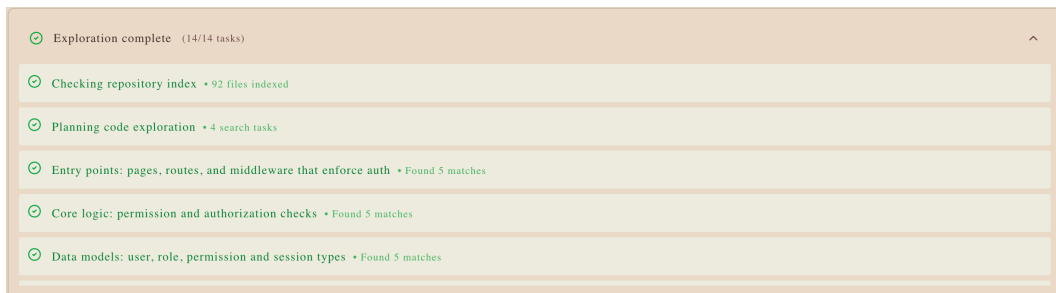 Exploration complete (14/14 tasks)
Checking repository index • 92 files indexed
Planning code exploration • 4 search tasks
Entry points: pages, routes, and middleware that enforce auth • Found 5 matches
Core logic: permission and authorization checks • Found 5 matches
Data models: user, role, permission and session types • Found 5 matches